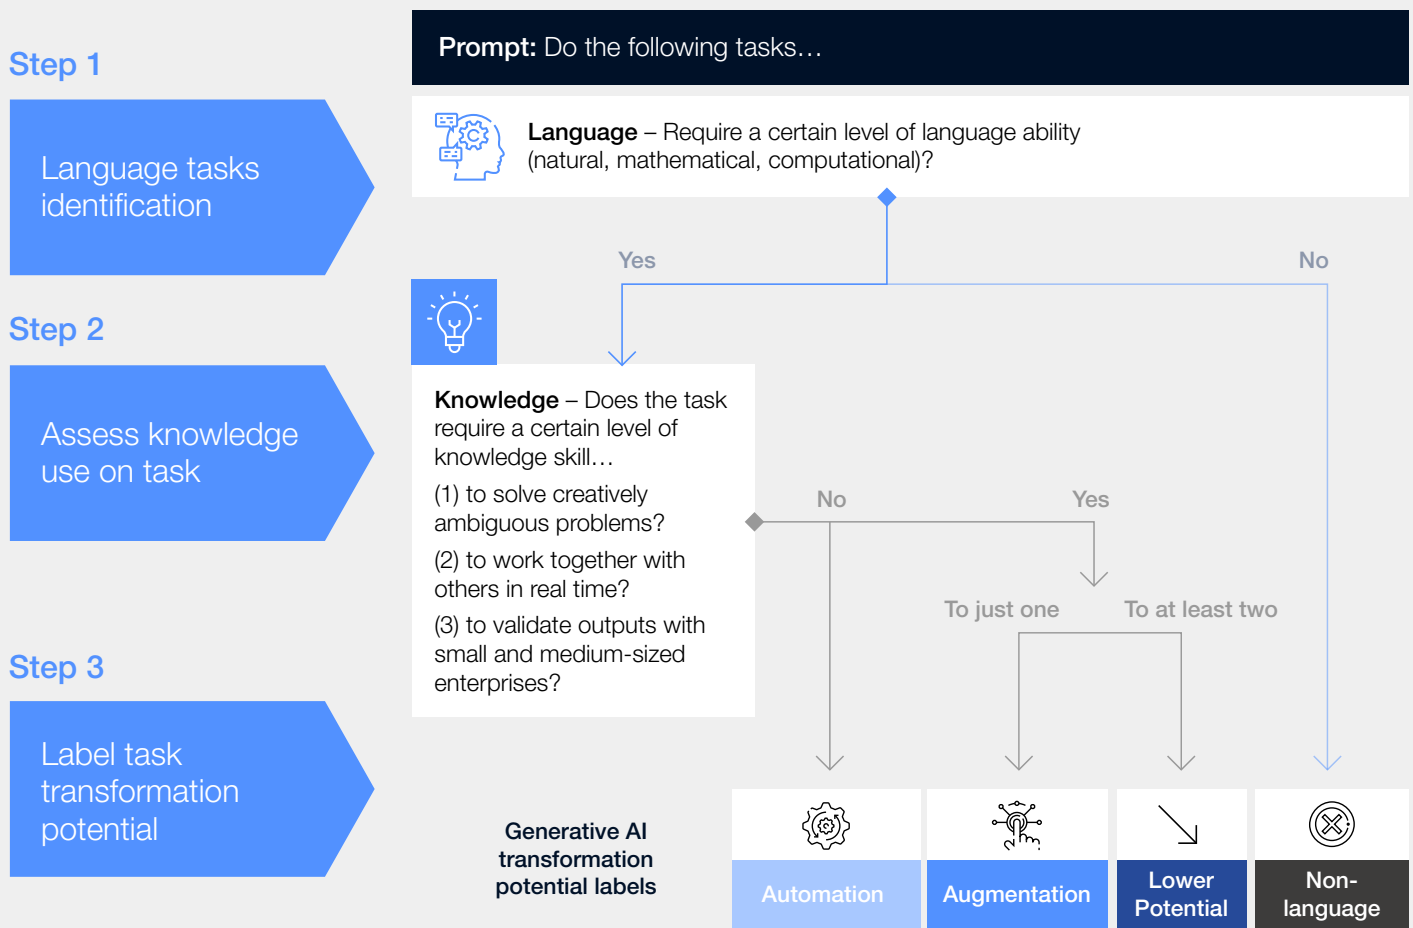 Prompt: Do the following tasks…
Step 1
Language tasks
identification
Language – Require a certain level of language ability
(natural, mathematical, computational)?
Yes
No
Step 2
Assess knowledge
use on task
Knowledge – Does the task
require a certain level of
knowledge skill…
(1) to solve creatively
ambiguous problems?
(2) to work together with
others in real time?
(3) to validate outputs with
small and medium-sized
enterprises?
No
Yes
To just one
To at least two
Step 3
Label task
transformation
potential
Generative AI
transformation
potential labels
Automation
Augmentation
Lower
Potential
Non-
language